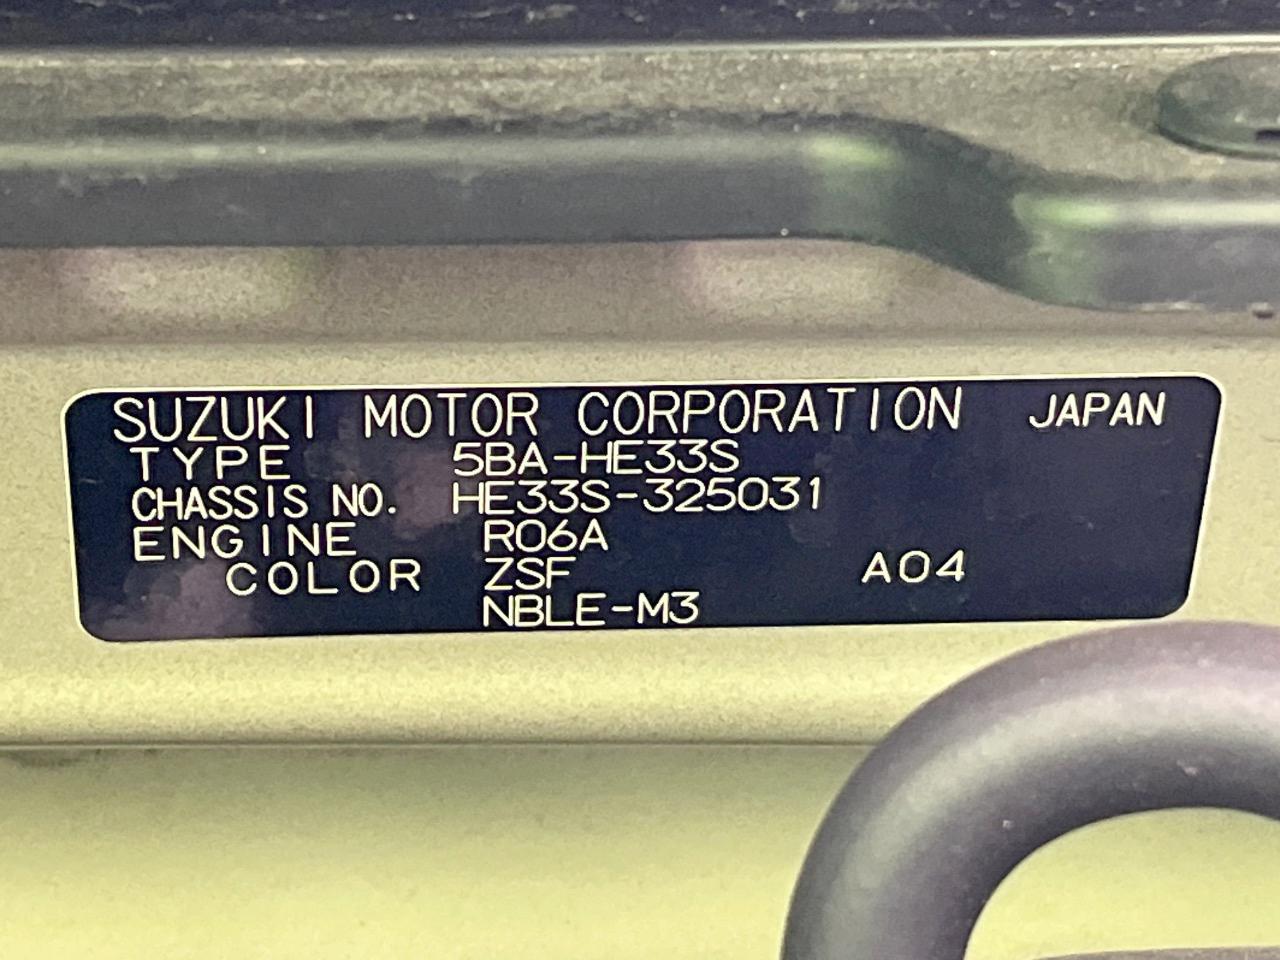 SUZUKI MOTOR CORPORATION JAPAN
TYPE 5BA-HE33S
CHASSIS NO. HE33S-325031
ENGINE R06A
COLOR ZSF A04
NBLE-M3